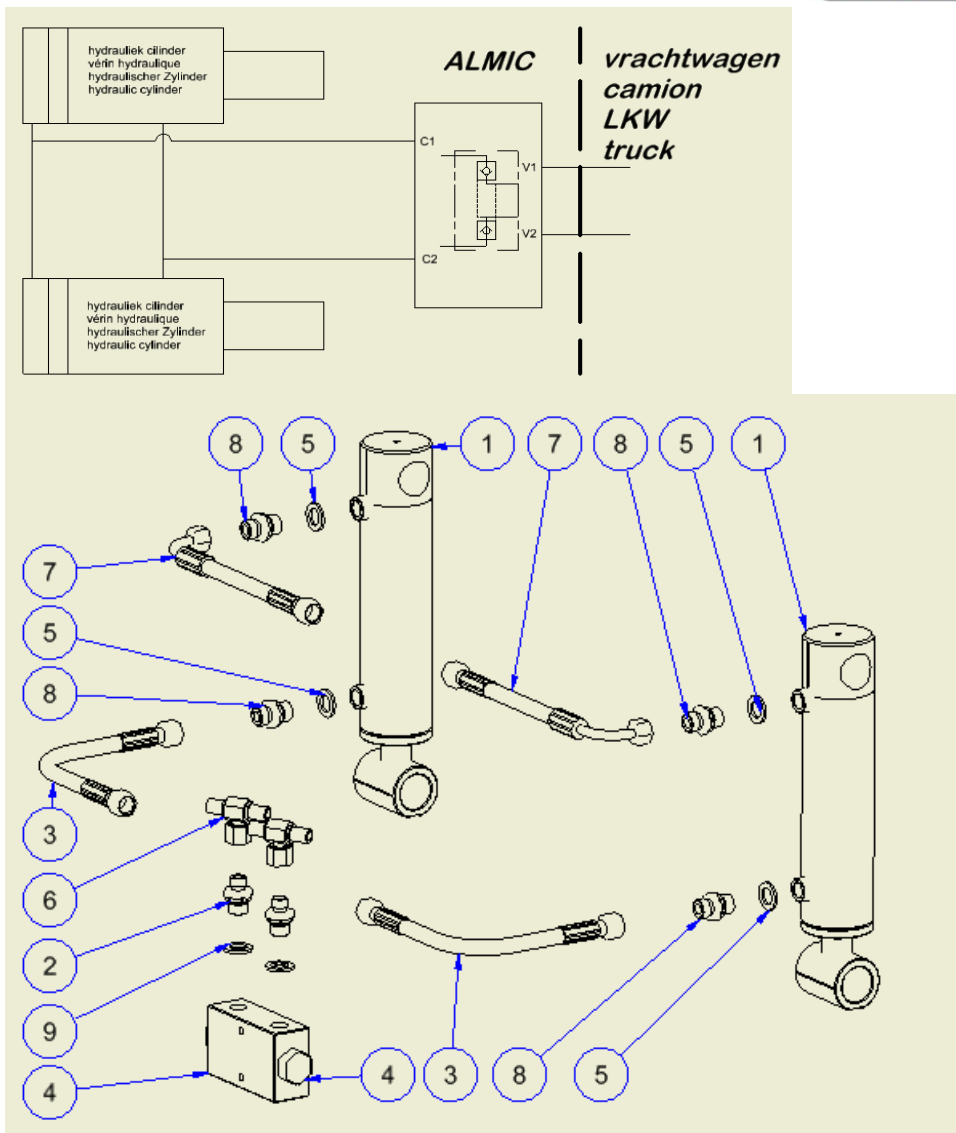 hydrauliek cilinder
vérin hydraulique
hydraulischer Zylinder
hydraulic cylinder
ALMIC
vrachtwagen
camion
LKW
truck
C1
V1
V2
C2
hydrauliek cilinder
vérin hydraulique
hydraulischer Zylinder
hydraulic cylinder
8 5 1 7 8 5 1
7
5
8
3
6
2
9
4
4 3 8 5